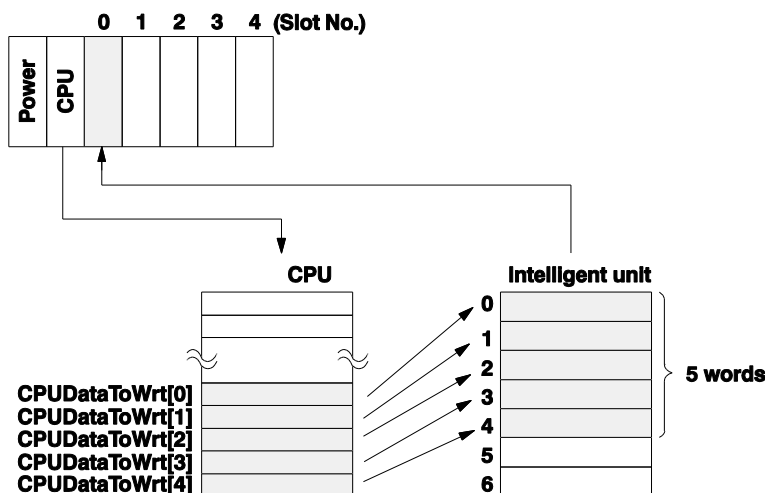 0 1 2 3 4 (Slot No.)
Power
CPU
CPU
Intelligent unit
0
1
2
3
4
5
6
5 words
CPUDataToWrt[0]
CPUDataToWrt[1]
CPUDataToWrt[2]
CPUDataToWrt[3]
CPUDataToWrt[4]